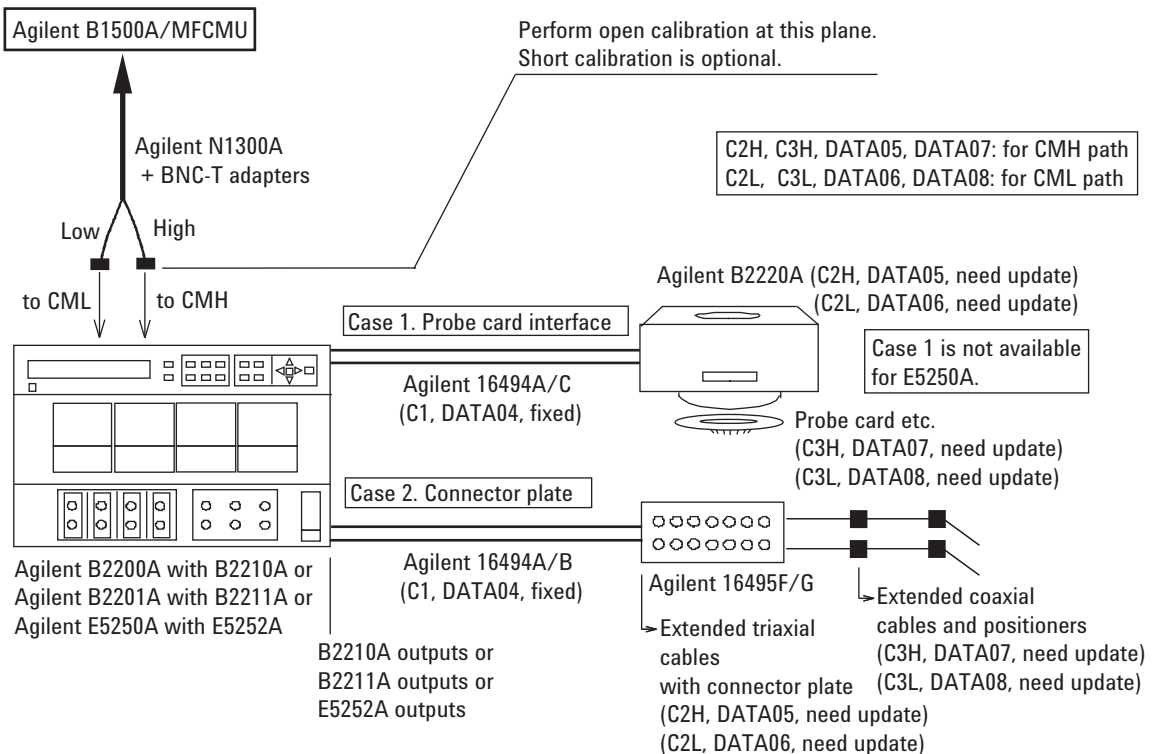 Agilent B1500A/MFCMU
Perform open calibration at this plane.
Short calibration is optional.
Agilent N1300A
+ BNC-T adapters
C2H, C3H, DATA05, DATA07: for CMH path
C2L, C3L, DATA06, DATA08: for CML path
Low
High
to CML
to CMH
Agilent B2220A (C2H, DATA05, need update)
(C2L, DATA06, need update)
Case 1. Probe card interface
Case 1 is not available
for E5250A.
Agilent 16494A/C
(C1, DATA04, fixed)
Probe card etc.
(C3H, DATA07, need update)
(C3L, DATA08, need update)
Case 2. Connector plate
Agilent 16494A/B
(C1, DATA04, fixed)
Agilent 16495F/G
Agilent B2200A with B2210A or
Agilent B2201A with B2211A or
Agilent E5250A with E5252A
B2210A outputs or
B2211A outputs or
E5252A outputs
Extended triaxial
cables
with connector plate
(C2H, DATA05, need update)
(C2L, DATA06, need update)
Extended coaxial
cables and positioners
(C3H, DATA07, need update)
(C3L, DATA08, need update)